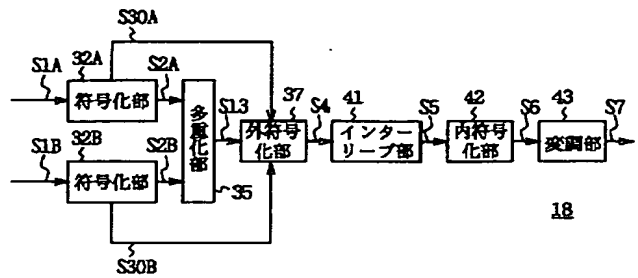 S30A
S1A
32A
S2A
符号化部
多重化部
S13
37
外符号
化部
S4
41
インター
リーブ部
S5
42
内符号
化部
S6
43
変調部
S7
S1B
32B
S2B
符号化部
35
18
S30B